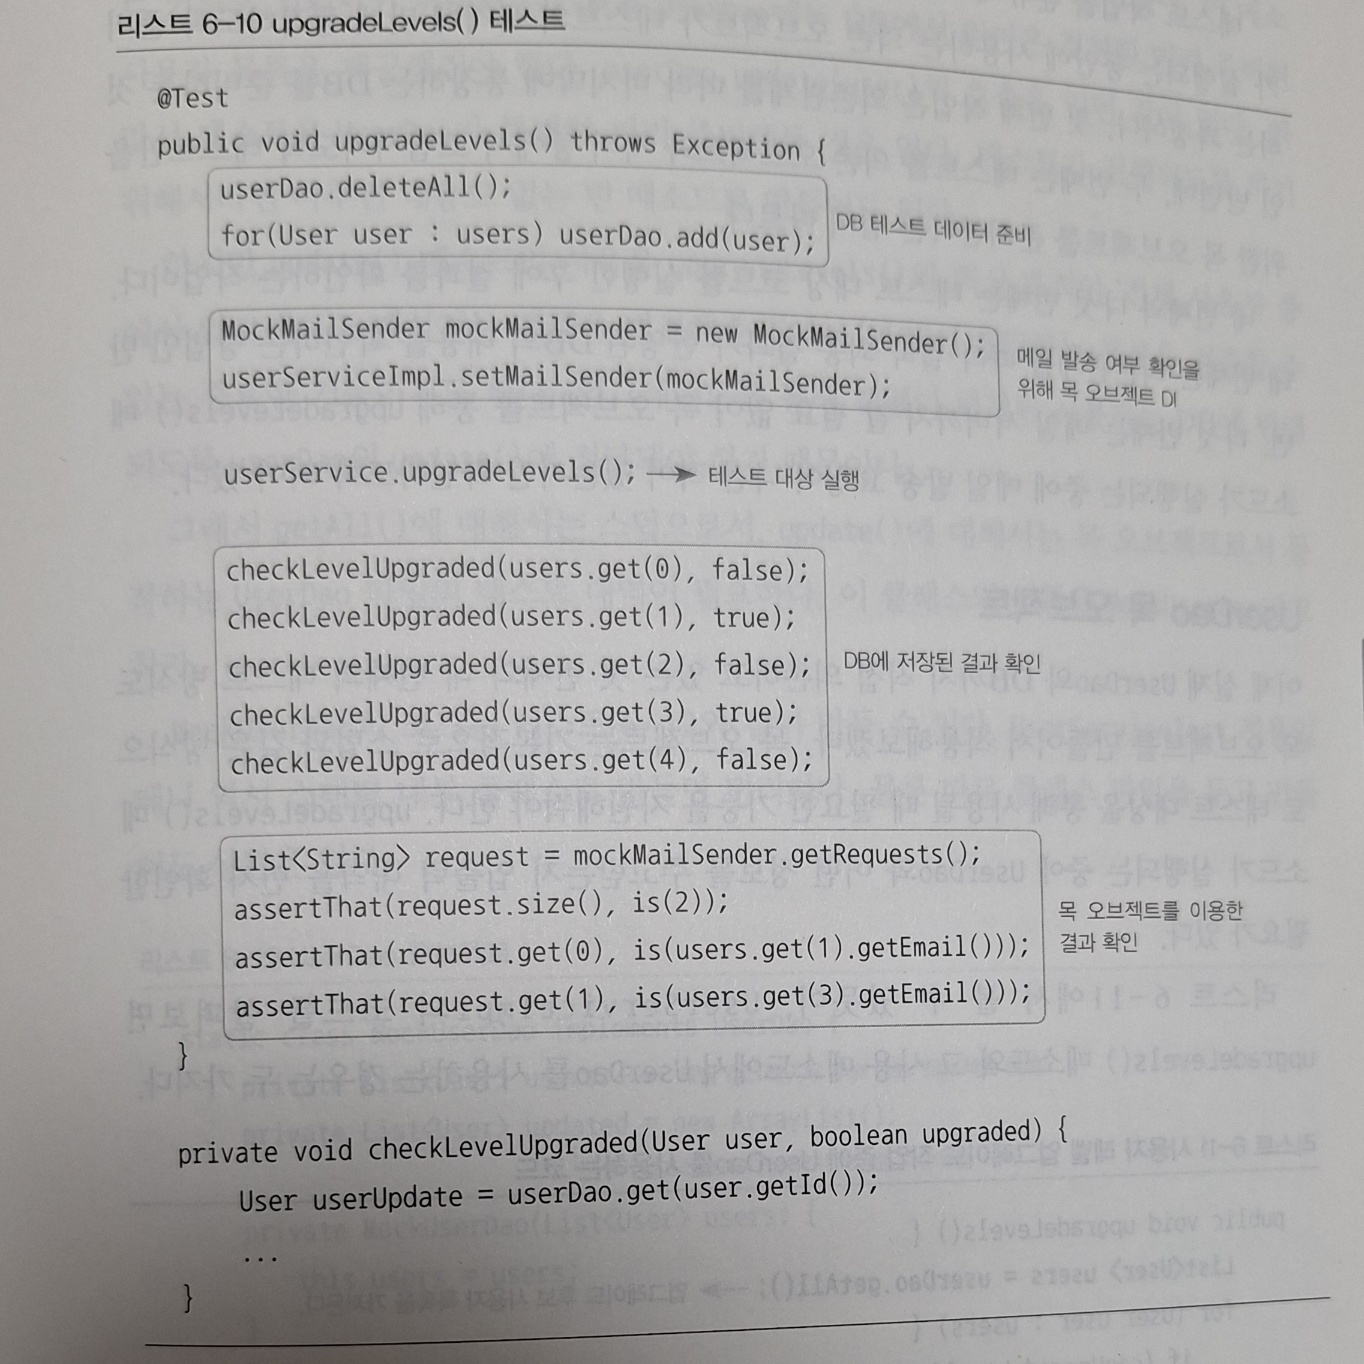 리스트 6-10 upgradeLevels() 테스트
@Test
public void upgradeLevels() throws Exception {
userDao.deleteAll();
for(User user : users) userDao.add(user);
DB 테스트 데이터 준비
MockMailSender mockMailSender = new MockMailSender();
userServiceImpl.setMailSender(mockMailSender);
메일 발송 여부 확인을
위해 목 오브젝트 DI
userService.upgradeLevels(); → 테스트 대상 실행
checkLevelUpgraded(users.get(0), false);
checkLevelUpgraded(users.get(1), true);
checkLevelUpgraded(users.get(2), false);
checkLevelUpgraded(users.get(3), true);
checkLevelUpgraded(users.get(4), false);
DB에 저장된 결과 확인
List<String> request = mockMailSender.getRequests();
assertThat(request.size(), is(2));
assertThat(request.get(0), is(users.get(1).getEmail()));
assertThat(request.get(1), is(users.get(3).getEmail()));
목 오브젝트를 이용한
결과 확인
}
private void checkLevelUpgraded(User user, boolean upgraded) {
User userUpdate = userDao.get(user.getId());
...
}